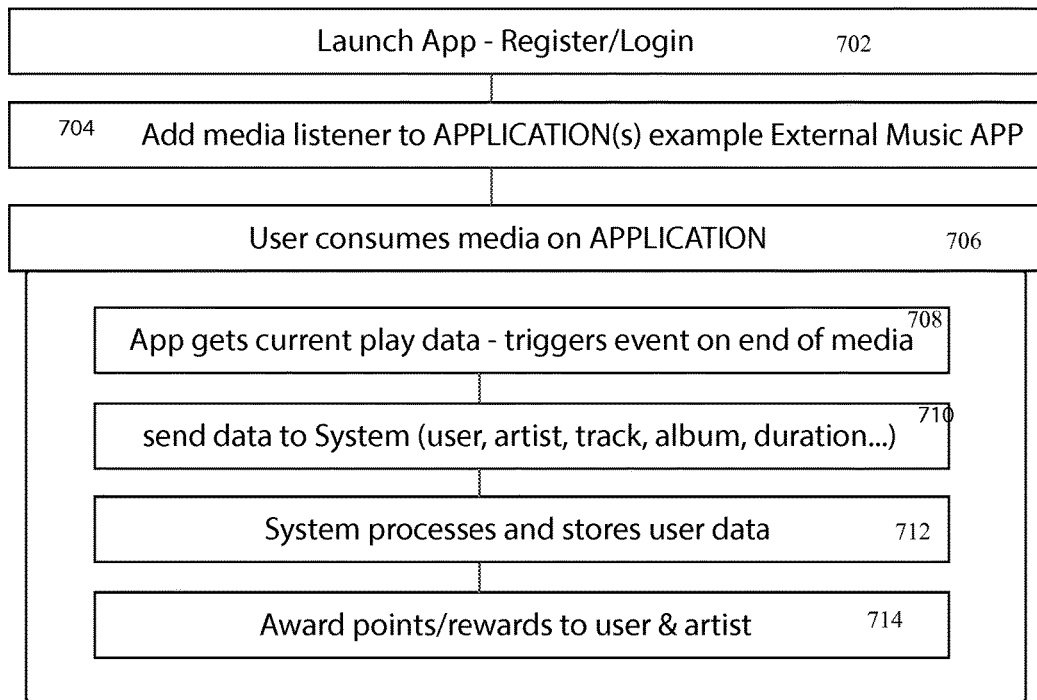 Launch App - Register/Login 702
704 Add media listener to APPLICATION(s) example External Music APP
User consumes media on APPLICATION 706
App gets current play data - triggers event on end of media 708
send data to System (user, artist, track, album, duration...) 710
System processes and stores user data 712
Award points/rewards to user & artist 714